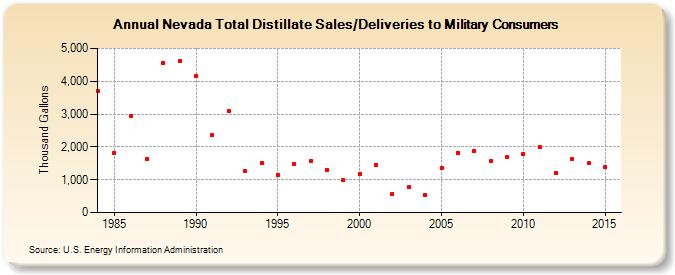 Annual Nevada Total Distillate Sales/Deliveries to Military Consumers
Thousand Gallons
5,000
4,000
3,000
2,000
1,000
0
1985 1990 1995 2000 2005 2010 2015
Source: U.S. Energy Information Administration